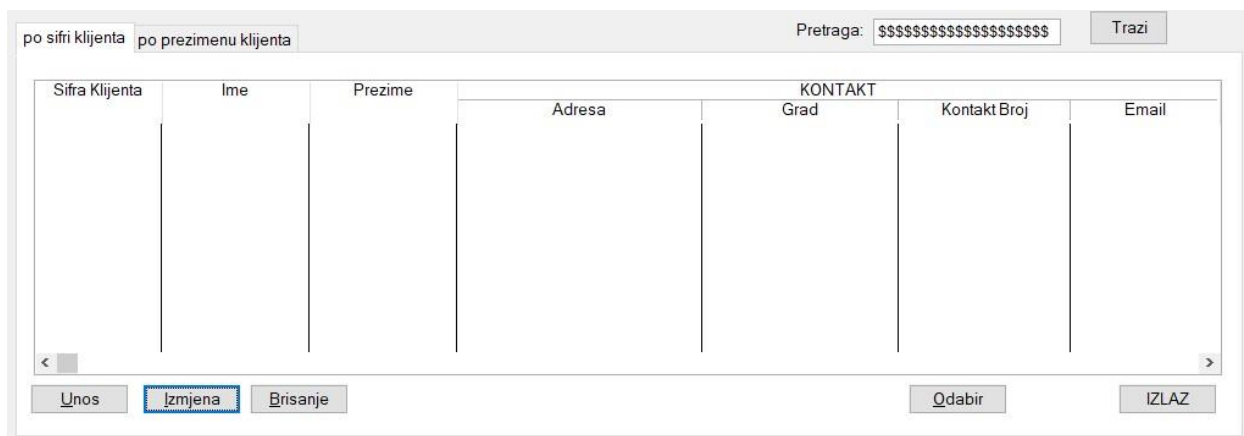 po sifri klijenta po prezimenu klijenta Pretraga: $$$$$$$$$$$$$$$$$$$$ Trazi
Sifra Klijenta Ime Prezime KONTAKT
Adresa Grad Kontakt Broj Email
Unos Izmjena Brisanje Odabir IZLAZ